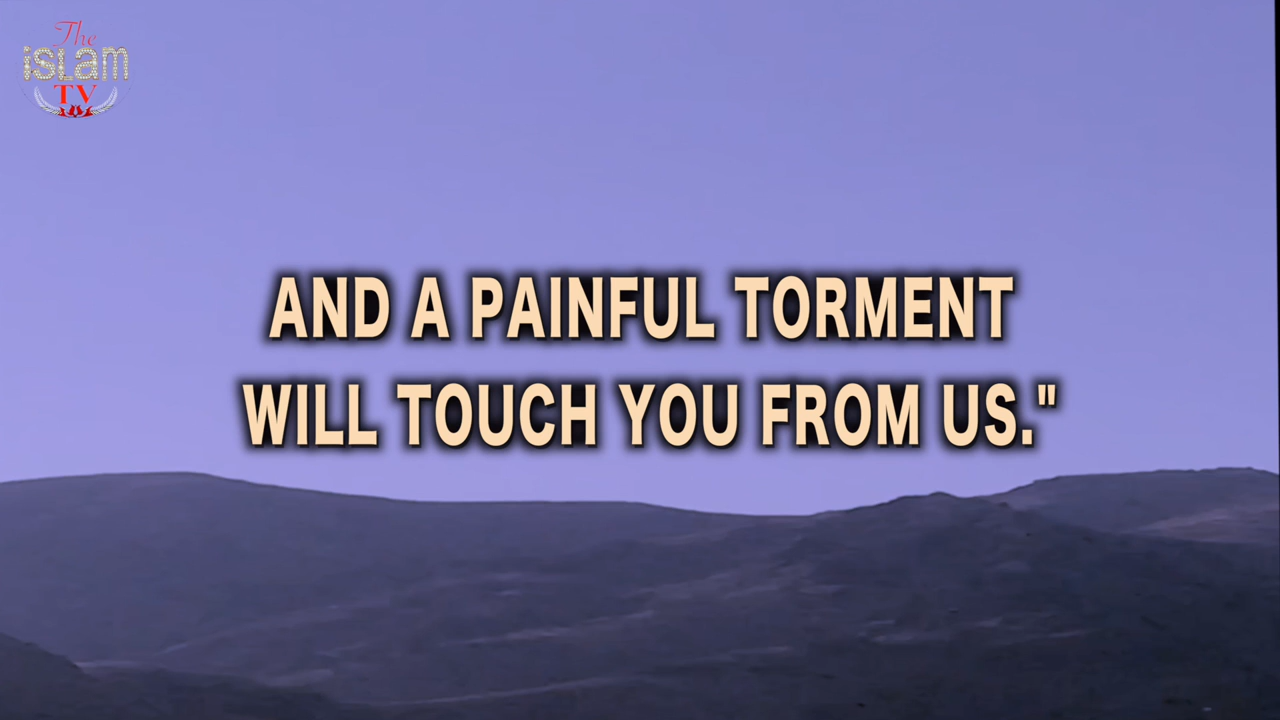 The
isLam
TV
AND A PAINFUL TORMENT
WILL TOUCH YOU FROM US."